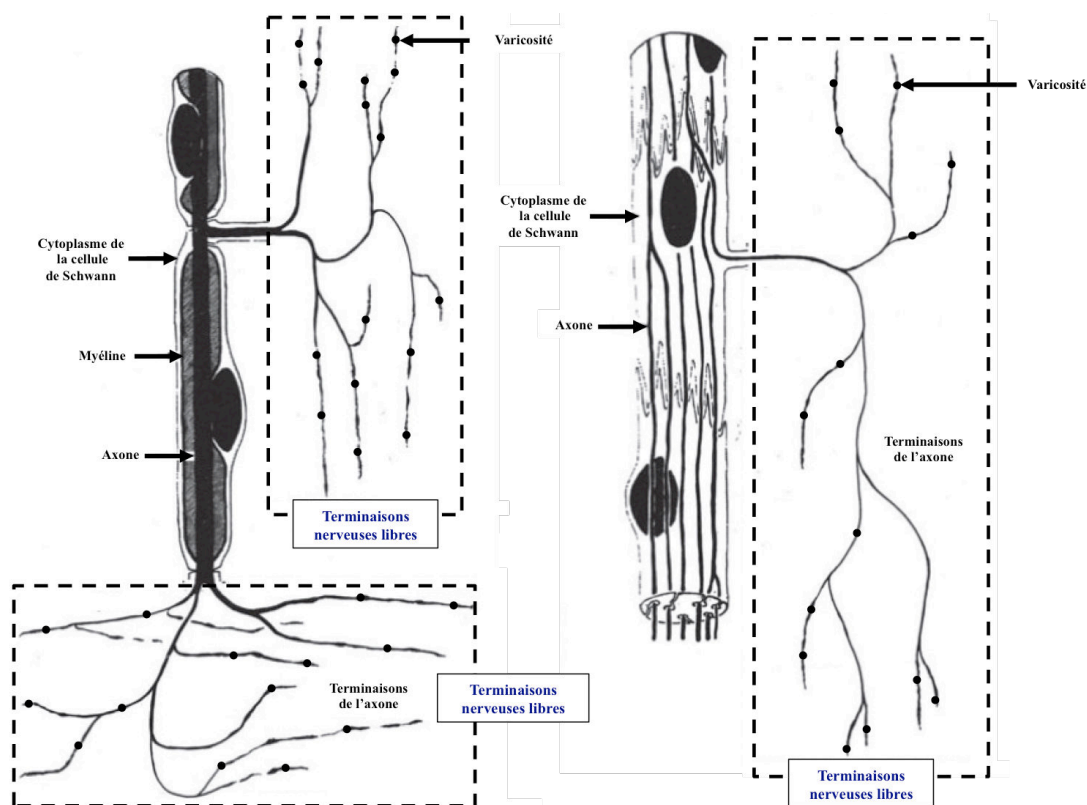 Varicosité
Cytoplasme de
la cellule
de Schwann
Myéline
Axone
Terminaisons
nerveuses libres
Terminaisons
de l'axone
Terminaisons
nerveuses libres
Varicosité
Cytoplasme de
la cellule
de Schwann
Axone
Terminaisons
de l'axone
Terminaisons
nerveuses libres